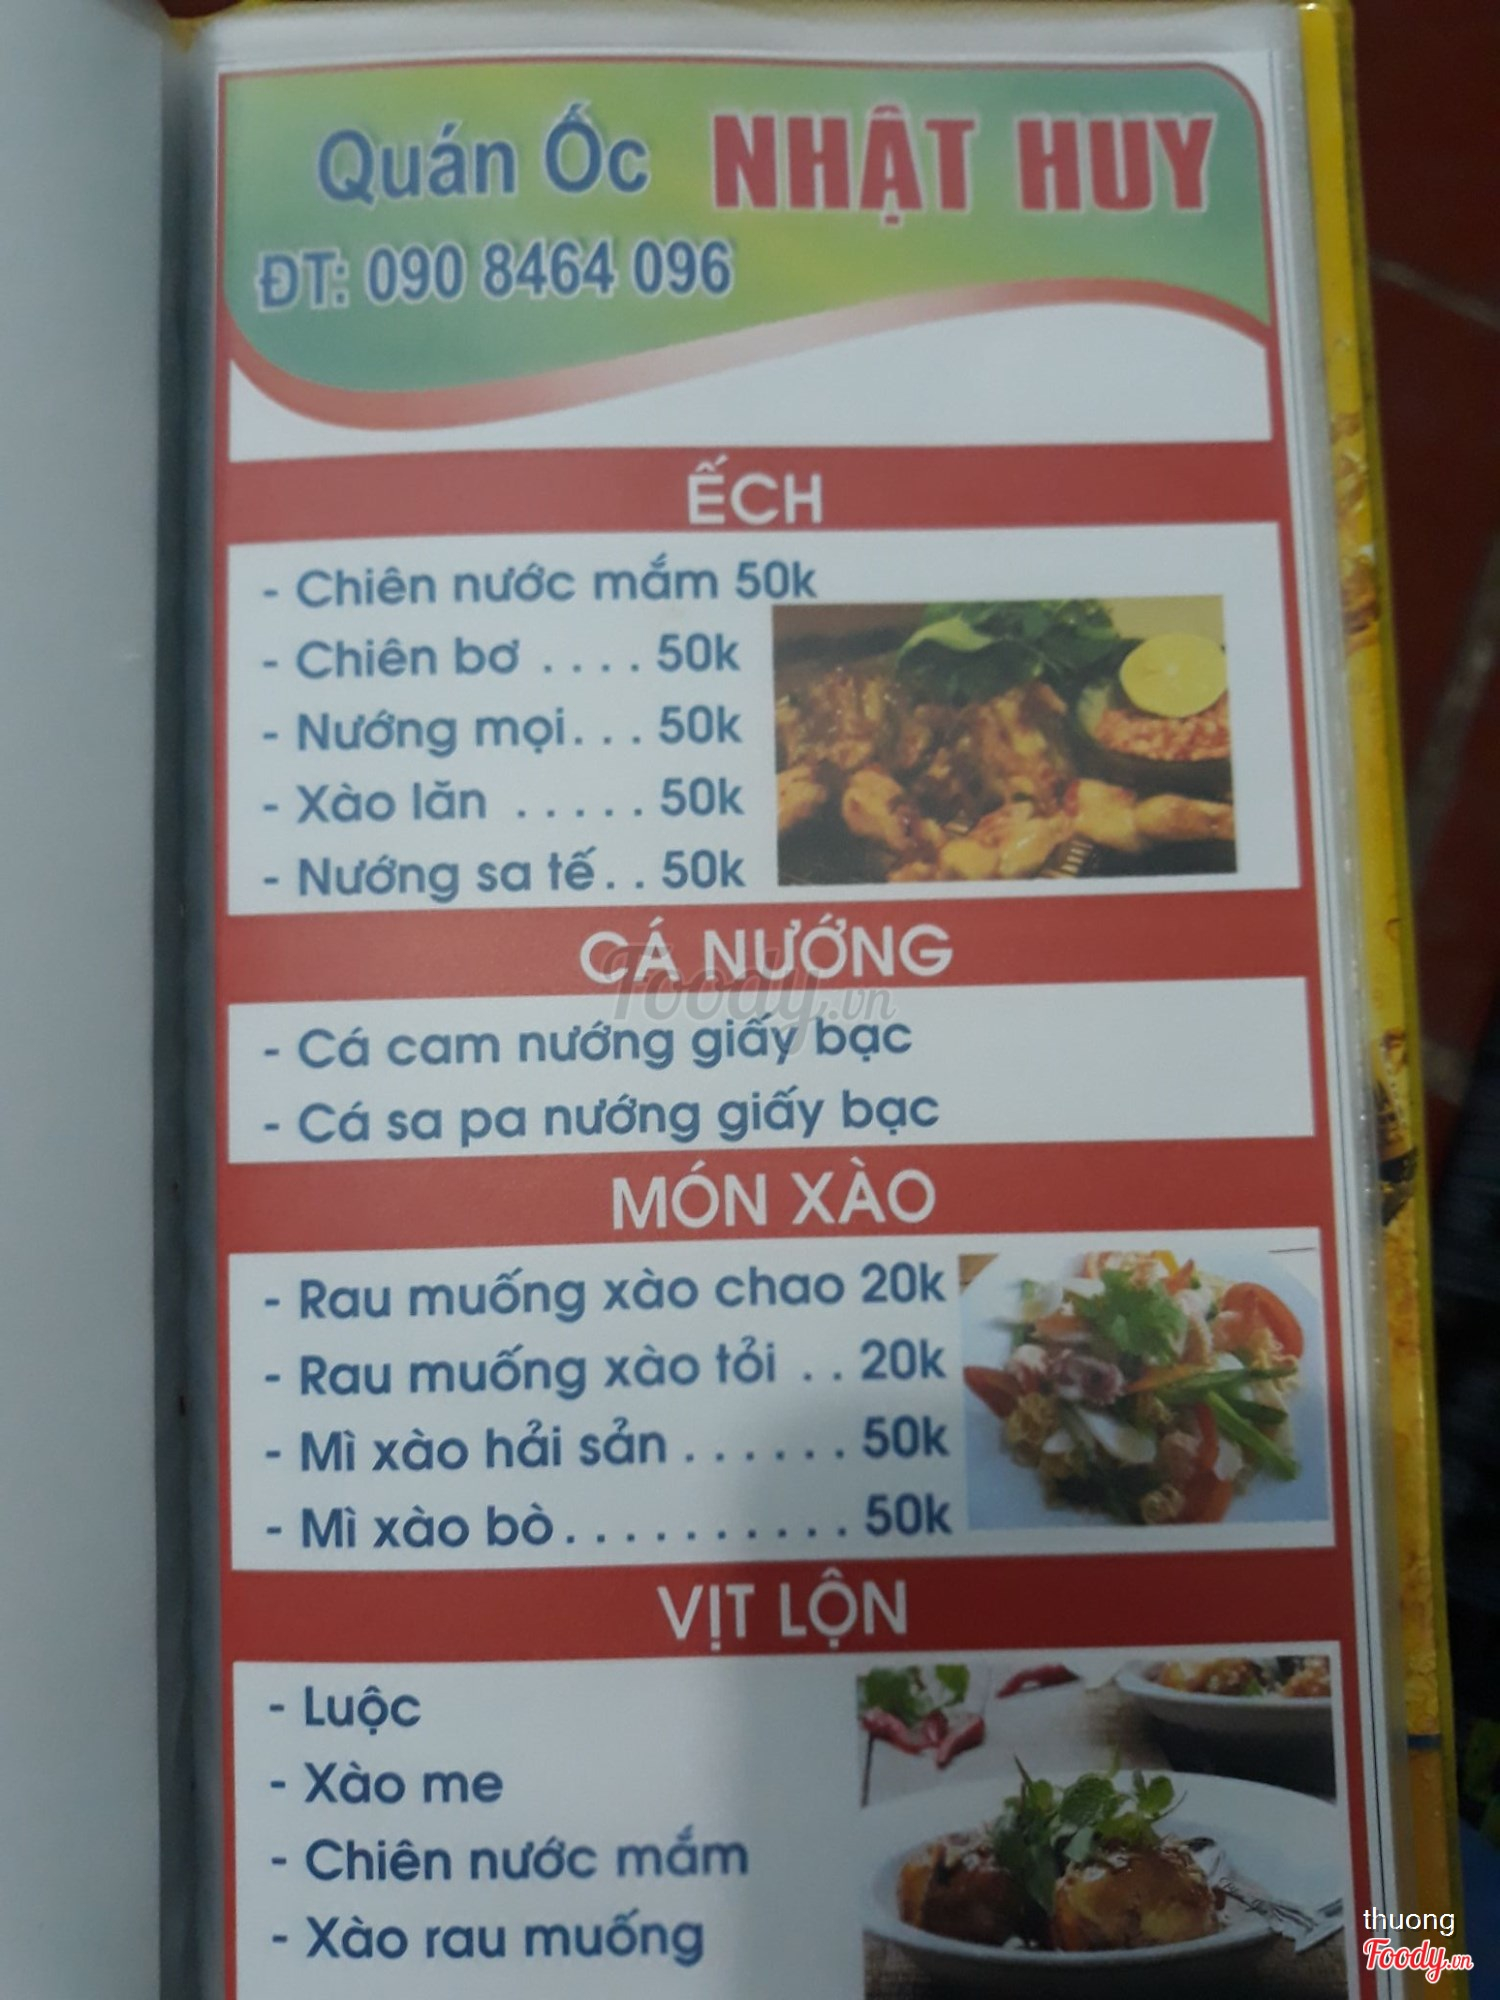 Quán Ốc NHẬT HUY
ĐT: 090 8464 096
ẾCH
- Chiên nước mắm 50k
- Chiên bơ .... 50k
- Nướng mọi... 50k
- Xào lăn ..... 50k
- Nướng sa tế.. 50k
CÁ NƯỚNG
Foody.vn
- Cá cam nướng giấy bạc
- Cá sa pa nướng giấy bạc
MÓN XÀO
- Rau muống xào chao 20k
- Rau muống xào tỏi .. 20k
- Mì xào hải sản ...... 50k
- Mì xào bò.......... 50k
VỊT LỘN
- Luộc
- Xào me
- Chiên nước mắm
- Xào rau muống
thuong
Foody.vn